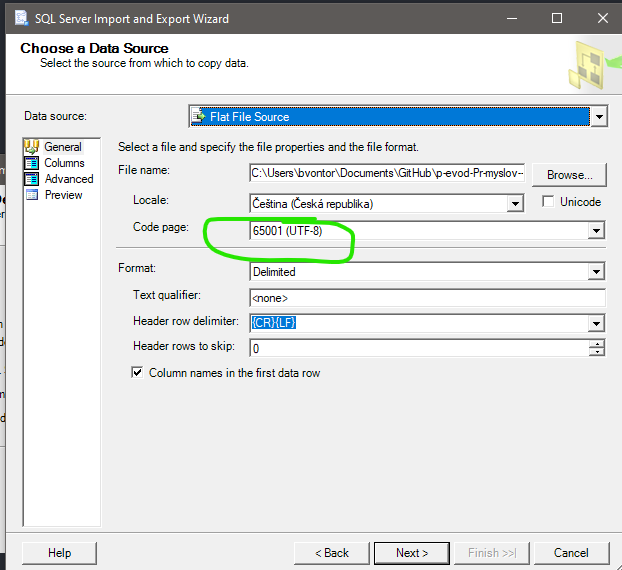 SQL Server Import and Export Wizard
Choose a Data Source
Select the source from which to copy data.
Data source: Flat File Source
General
Columns
Advanced
Preview
Select a file and specify the file properties and the file format.
File name: C:\Users\bvontor\Documents\GitHub\p-evod-Pr-myslov-- Browse...
Locale: Čeština (Česká republika) Unicode
Code page: 65001 (UTF-8)
Format: Delimited
Text qualifier: <none>
Header row delimiter: {CR}{LF}
Header rows to skip: 0
Column names in the first data row
Help < Back Next > Finish >>| Cancel